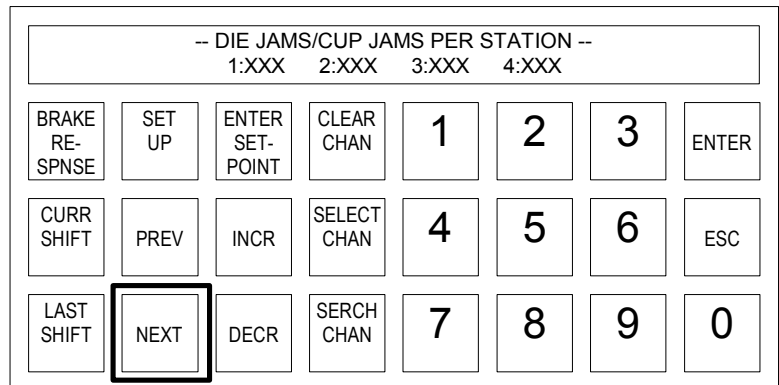 -- DIE JAMS/CUP JAMS PER STATION --
1:XXX 2:XXX 3:XXX 4:XXX
BRAKE
RE-
SPNSE
SET
UP
ENTER
SET-
POINT
CLEAR
CHAN
1
2
3
ENTER
CURR
SHIFT
PREV
INCR
SELECT
CHAN
4
5
6
ESC
LAST
SHIFT
NEXT
DECR
SERCH
CHAN
7
8
9
0